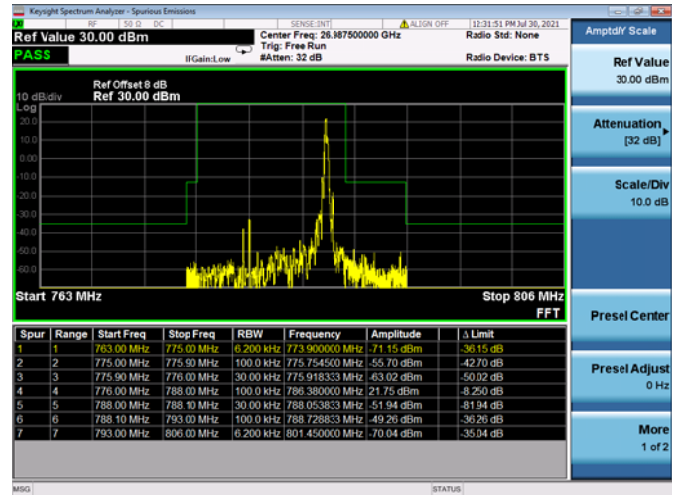 Keysight Spectrum Analyzer - Spurious Emissions
RF 50 Ω DC SENSE:INT ALIGN OFF 12:31:51 PM Jul 30, 2021
Ref Value 30.00 dBm
Center Freq: 26.987500000 GHz
Radio Std: None
Trig: Free Run
PASS
IFGain:Low
#Atten: 32 dB
Radio Device: BTS
Ref Offset 8 dB
10 dB/div Ref 30.00 dBm
Log
20.0
10.0
0.00
-10.0
-20.0
-30.0
-40.0
-50.0
-60.0
Start 763 MHz Stop 806 MHz
FFT
Spur Range Start Freq Stop Freq RBW Frequency Amplitude Δ Limit
1 1 763.00 MHz 775.00 MHz 6.200 kHz 773.900000 MHz -71.15 dBm -36.15 dB
2 2 775.00 MHz 775.90 MHz 100.0 kHz 775.754500 MHz -55.70 dBm -42.70 dB
3 3 775.90 MHz 776.00 MHz 30.00 kHz 775.918333 MHz -63.02 dBm -50.02 dB
4 4 776.00 MHz 788.00 MHz 100.0 kHz 786.380000 MHz 21.75 dBm -8.250 dB
5 5 788.00 MHz 788.10 MHz 30.00 kHz 788.053833 MHz -51.94 dBm -81.94 dB
6 6 788.10 MHz 793.00 MHz 100.0 kHz 788.728833 MHz -49.26 dBm -36.26 dB
7 7 793.00 MHz 806.00 MHz 6.200 kHz 801.450000 MHz -70.04 dBm -35.04 dB
MSG STATUS
Amptd/Y Scale
Ref Value
30.00 dBm
Attenuation
[32 dB]
Scale/Div
10.0 dB
Presel Center
Presel Adjust
0 Hz
More
1 of 2